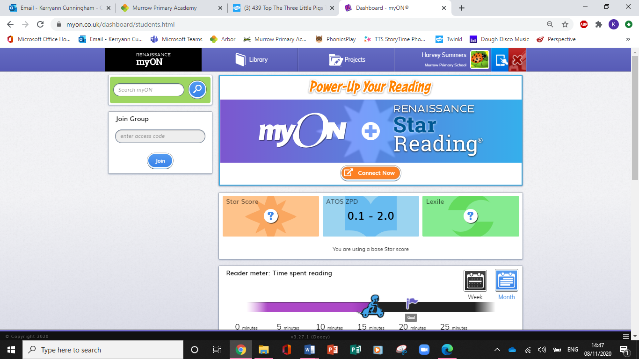 Email - Kerryann Cunningham - 
Murrow Primary Academy
(3) 439 Top The Three Little Pigs
Dashboard - myON®
myon.co.uk/dashboard/students.html
Microsoft Office Ho...
Email - Kerryann Cu...
Microsoft Teams
Arbor
Murrow Primary Ac...
PhonicsPlay
TTS StoryTime Pho...
Twinkl
Dough Disco Music
Perspective
RENAISSANCE
myON
Library
Projects
Harvey Summers
Murrow Primary School
Search myON
Join Group
enter access code
Join
Power-Up Your Reading
myON
RENAISSANCE
Star
Reading®
Connect Now
Star Score
?
ATOS ZPD
0.1 - 2.0
Lexile
?
You are using a base Star score
Reader meter: Time spent reading
Week
Month
0 minutes
5 minutes
10 minutes
15 minutes
20 minutes
25 minutes
Type here to search
ENG
14:47
08/11/2020